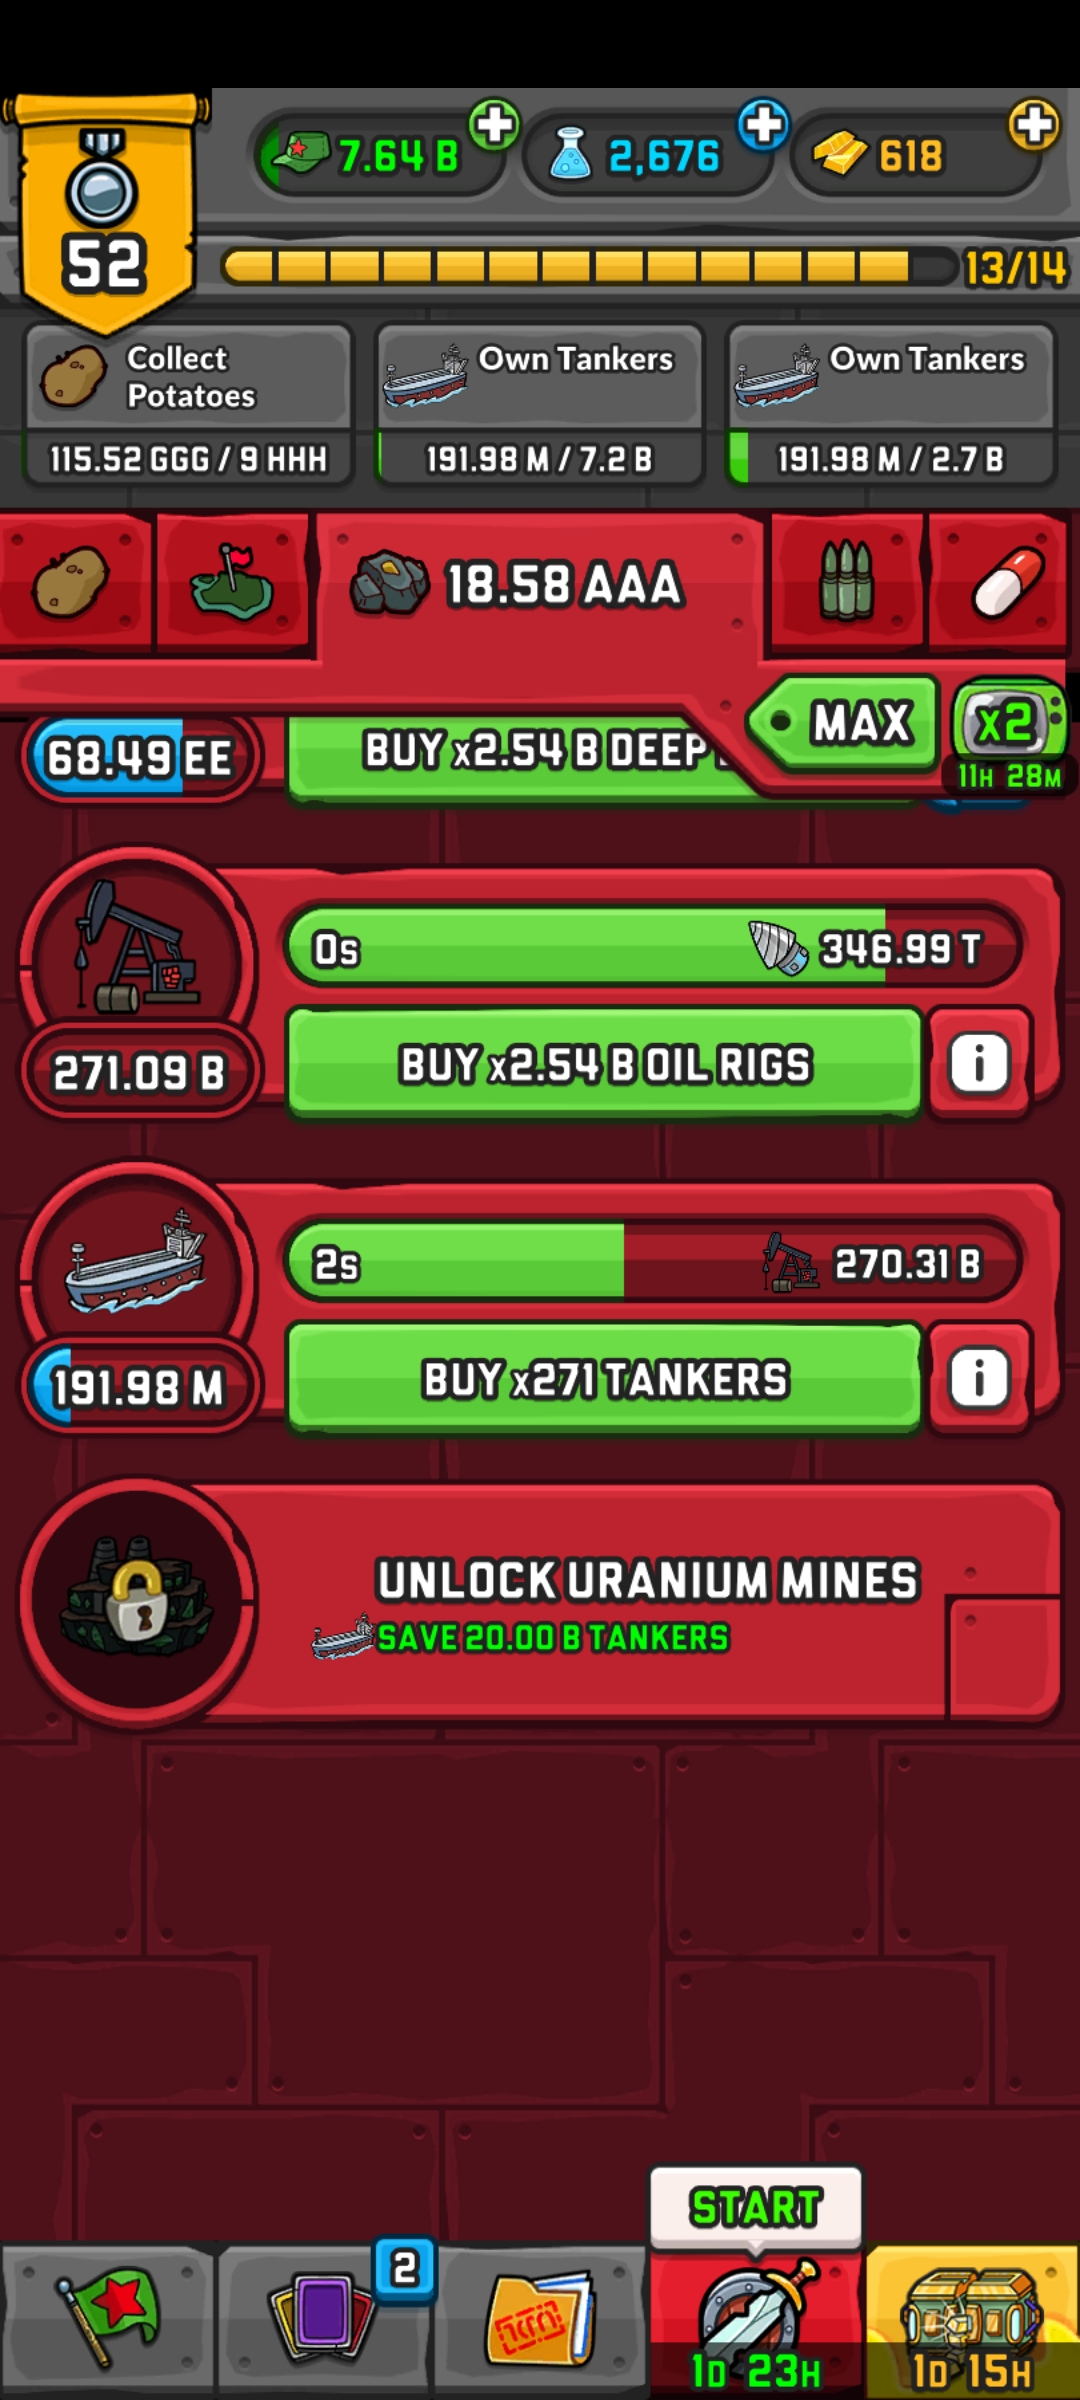 7.64 B
2,676
618
52
13/14
Collect
Potatoes
115.52 GGG / 9 HHH
Own Tankers
191.98 M / 7.2 B
Own Tankers
191.98 M / 2.7 B
18.58 AAA
MAX
x2
11H 28M
68.49 EE
BUY x2.54 B DEEP
0s
346.99 T
271.09 B
BUY x2.54 B OIL RIGS
i
2s
270.31 B
191.98 M
BUY x271 TANKERS
i
UNLOCK URANIUM MINES
SAVE 20.00 B TANKERS
START
2
1D 23H
1D 15H